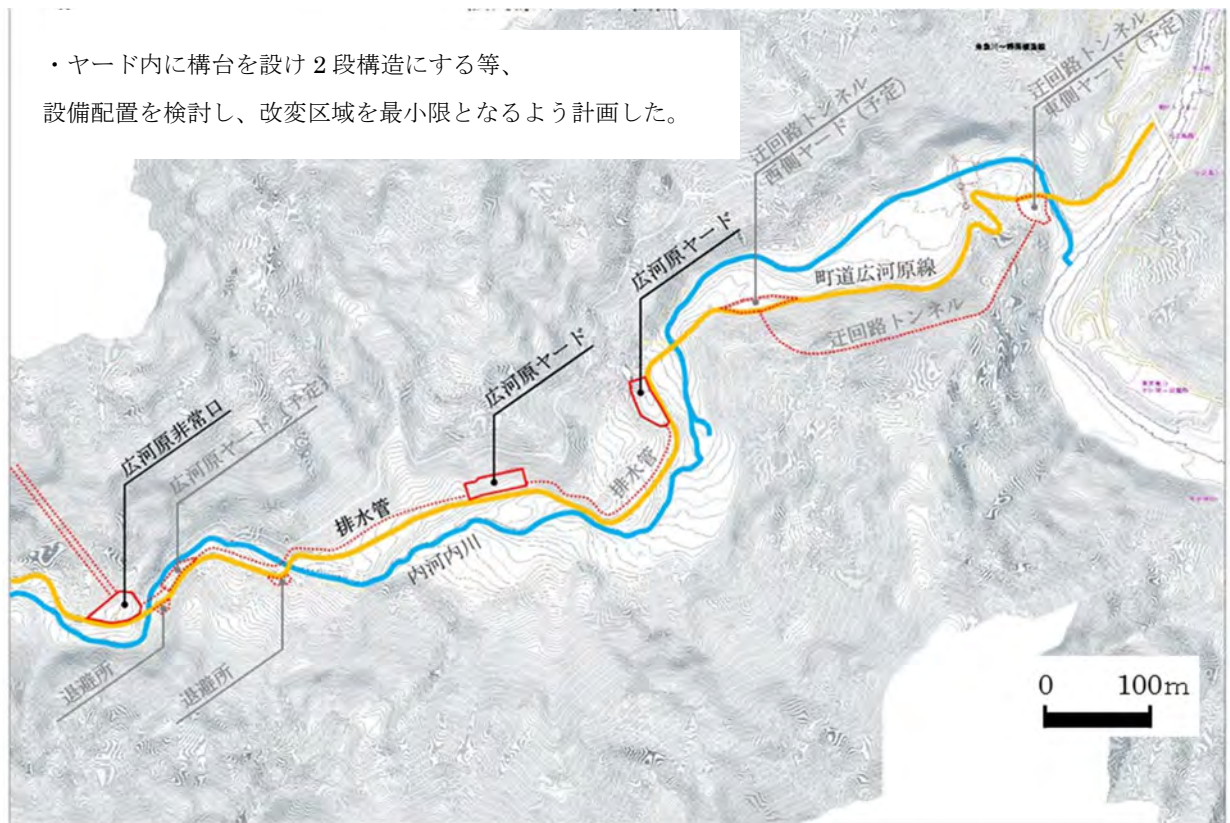 ・ヤード内に構台を設け 2 段構造にする等、
設備配置を検討し、改変区域を最小限となるよう計画した。
迂回路トンネル
西側ヤード（予定）
迂回路トンネル
東側ヤード（予定）
広河原ヤード
町道広河原線
迂回路トンネル
広河原ヤード
広河原非常口
広河原ヤード（予定）
排水管
排水管
内河内川
退避所
退避所
0 100m